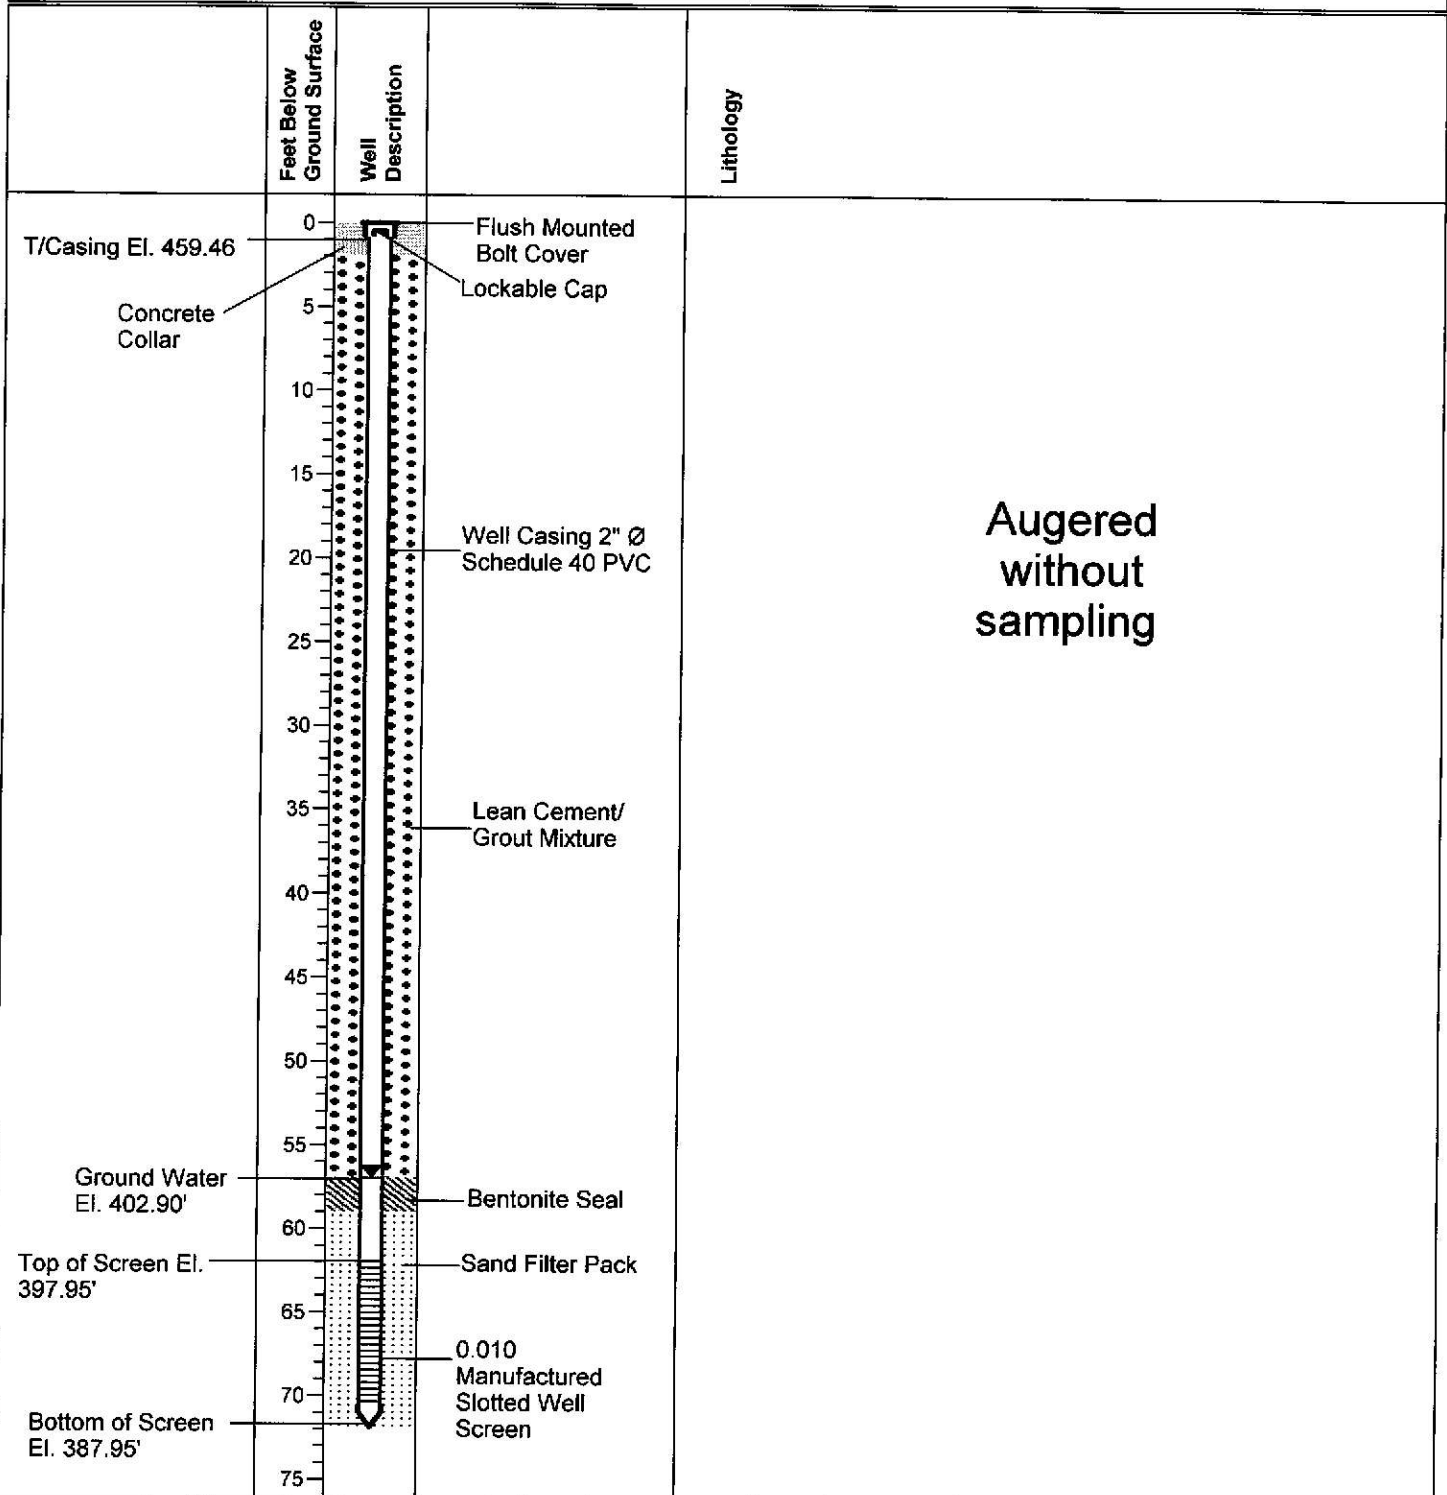 Feet Below
Ground Surface
Well
Description
Lithology
0
Flush Mounted
Bolt Cover
T/Casing El. 459.46
Lockable Cap
Concrete
Collar
5
10
15
Well Casing 2" Ø
Schedule 40 PVC
20
Augered
without
sampling
25
30
35
Lean Cement/
Grout Mixture
40
45
50
55
Ground Water
El. 402.90'
Bentonite Seal
60
Top of Screen El.
397.95'
Sand Filter Pack
65
0.010
Manufactured
Slotted Well
Screen
70
Bottom of Screen
El. 387.95'
75